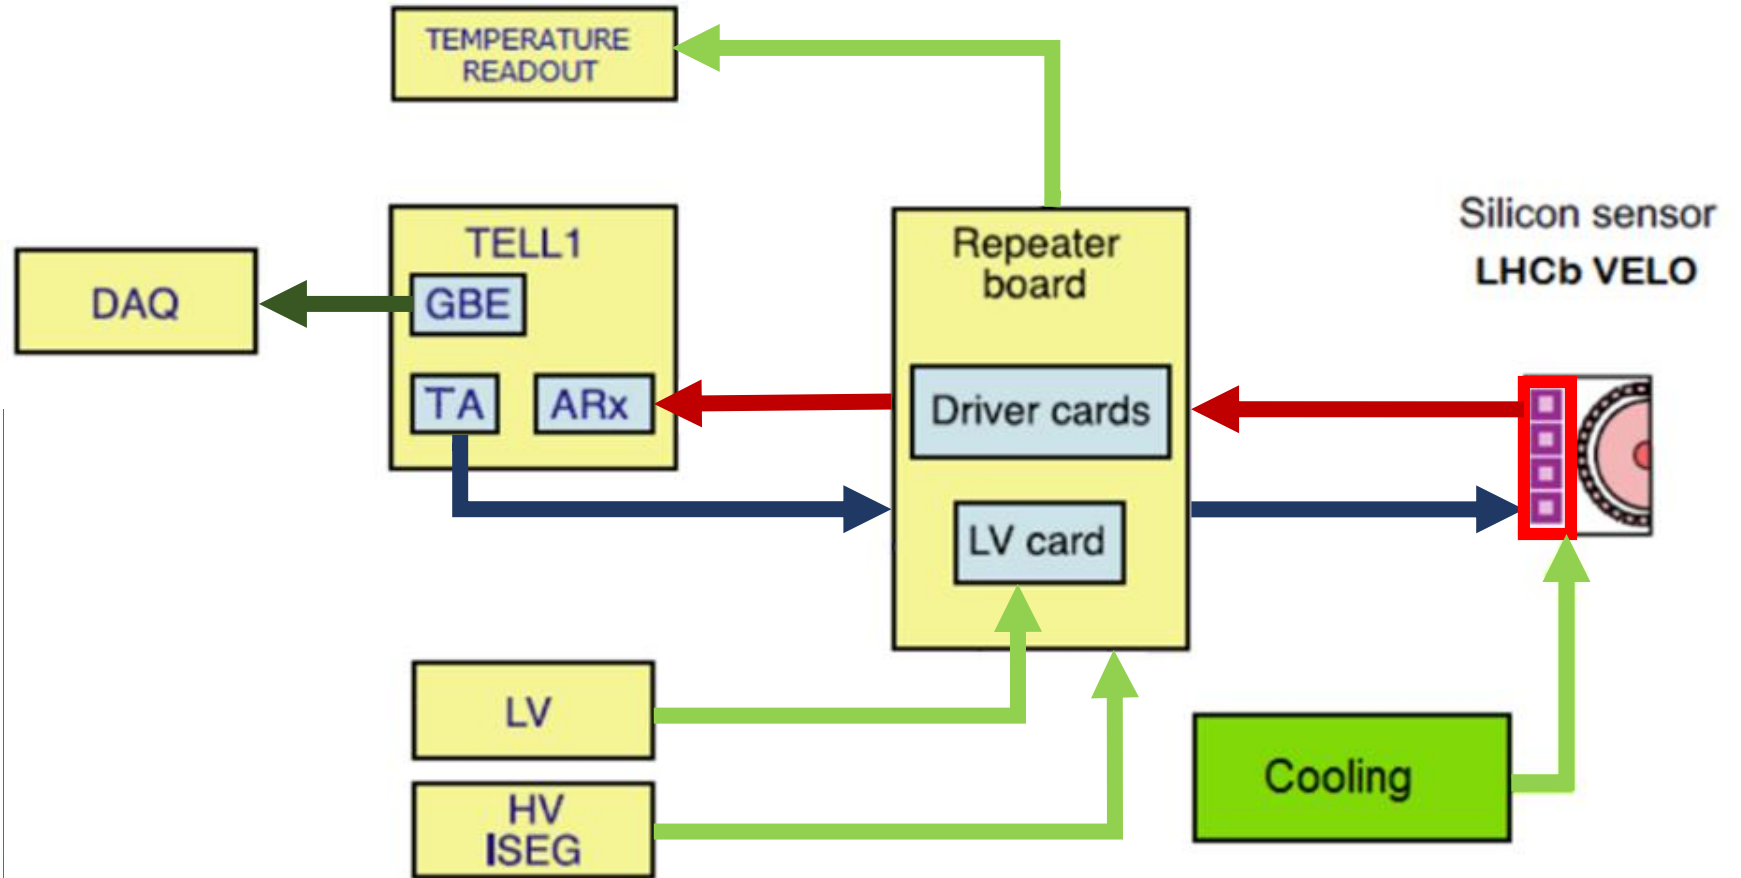 TEMPERATURE
READOUT
TELL1
GBE
TA
ARx
DAQ
Repeater
board
Driver cards
LV card
Silicon sensor
LHCb VELO
LV
HV
ISEG
Cooling